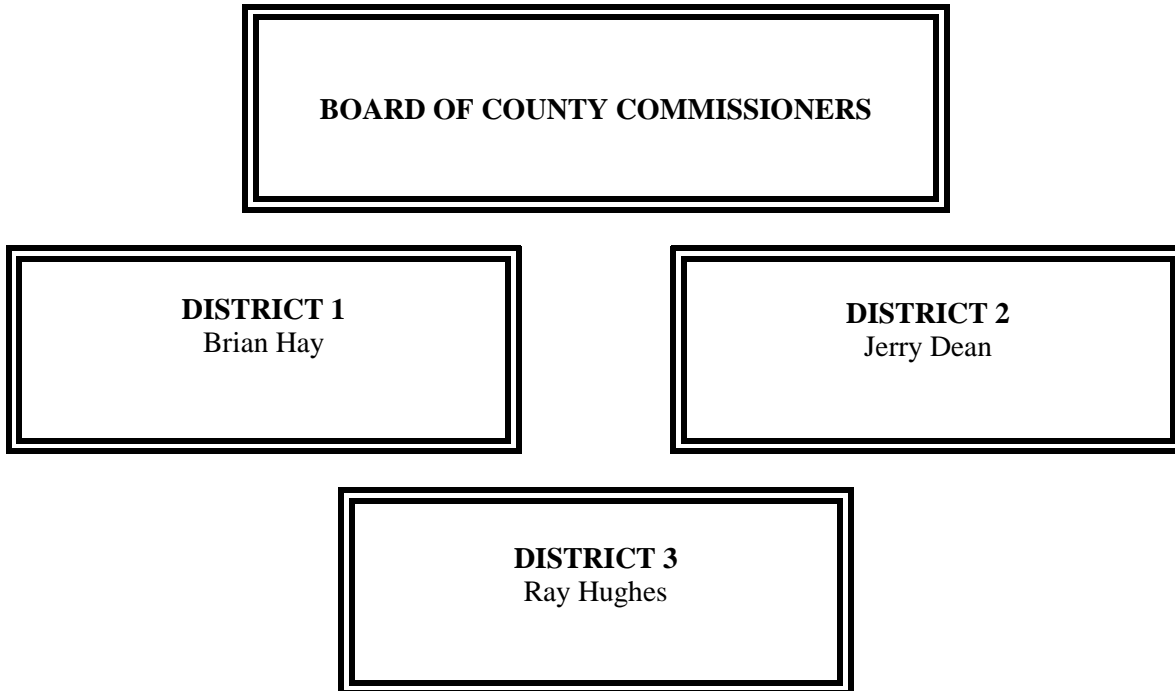 BOARD OF COUNTY COMMISSIONERS
DISTRICT 1
Brian Hay
DISTRICT 2
Jerry Dean
DISTRICT 3
Ray Hughes